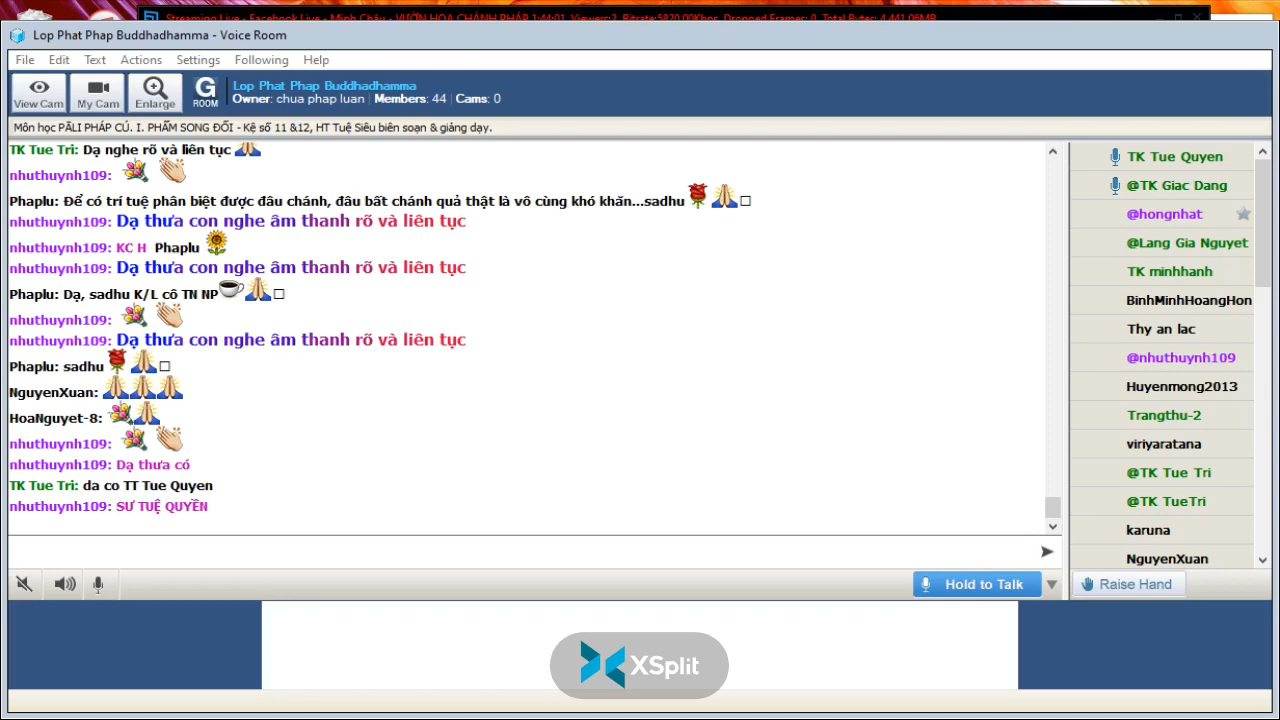 Streaming Live - Facebook Live - Minh Châu - VƯỜN HOA CHÁNH PHÁP 1:44:01, Viewers:2, Bitrate:5820.00Kbps, Dropped Frames: 0, Total Bytes: 4,441.06MB
Lop Phat Phap Buddhadhamma - Voice Room
File Edit Text Actions Settings Following Help
View Cam My Cam Enlarge G ROOM
Lop Phat Phap Buddhadhamma
Owner: chua phap luan | Members: 44 | Cams: 0
Môn học PĀLI PHÁP CÚ. I. PHẨM SONG ĐỐI - Kệ số 11 &12, HT Tuệ Siêu biên soạn & giảng dạy.
TK Tue Tri: Dạ nghe rõ và liên tục
nhuthuynh109:
Phaplu: Để có trí tuệ phân biệt được đâu chánh, đâu bất chánh quả thật là vô cùng khó khăn...sadhu
nhuthuynh109: Dạ thưa con nghe âm thanh rõ và liên tục
nhuthuynh109: KC H Phaplu
nhuthuynh109: Dạ thưa con nghe âm thanh rõ và liên tục
Phaplu: Dạ, sadhu K/L cô TN NP
nhuthuynh109:
nhuthuynh109: Dạ thưa con nghe âm thanh rõ và liên tục
Phaplu: sadhu
NguyenXuan:
HoaNguyet-8:
nhuthuynh109:
nhuthuynh109: Dạ thưa có
TK Tue Tri: da co TT Tue Quyen
nhuthuynh109: SƯ TUỆ QUYỀN
TK Tue Quyen
@TK Giac Dang
@hongnhat
@Lang Gia Nguyet
TK minhhanh
BinhMinhHoangHon
Thy an lac
@nhuthuynh109
Huyenmong2013
Trangthu-2
viriyaratana
@TK Tue Tri
@TK TueTri
karuna
NguyenXuan
Hold to Talk
Raise Hand
XSplit